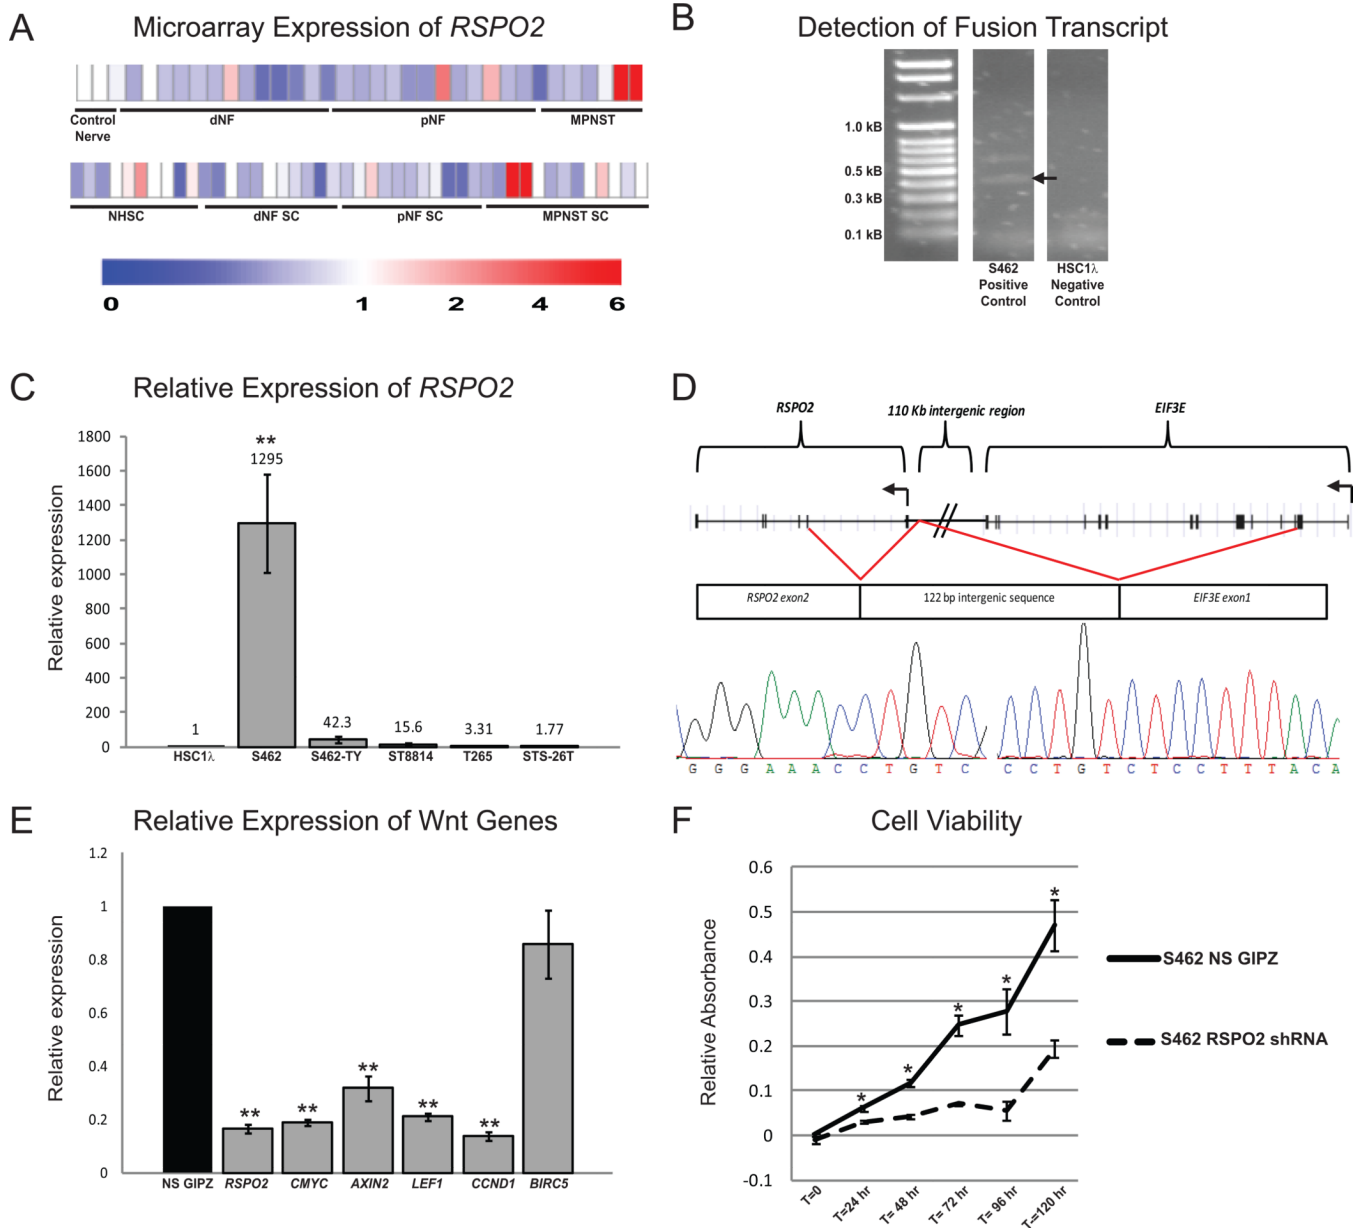 A
Microarray Expression of RSPO2
Control Nerve
dNF
pNF
MPNST
NHSC
dNF SC
pNF SC
MPNST SC
0 1 2 4 6
B
Detection of Fusion Transcript
1.0 kB
0.5 kB
0.3 kB
0.1 kB
S462 Positive Control
HSC1λ Negative Control
C
Relative Expression of RSPO2
Relative expression
1800
1600
1400
1200
1000
800
600
400
200
0
**
1
1295
42.3
15.6
3.31
1.77
HSC1λ S462 S462-TY ST8814 T265 STS-26T
D
RSPO2
110 Kb intergenic region
EIF3E
RSPO2 exon2
122 bp intergenic sequence
EIF3E exon1
G G G A A A C C T G T C C C T G T C T C C T T T A C A
E
Relative Expression of Wnt Genes
Relative expression
1.2
1
0.8
0.6
0.4
0.2
0
** ** ** ** **
NS GIPZ RSPO2 CMYC AXIN2 LEF1 CCND1 BIRC5
F
Cell Viability
Relative Absorbance
0.6
0.5
0.4
0.3
0.2
0.1
0
-0.1
* * * * *
T=0 T=24 hr T= 48 hr T= 72 hr T= 96 hr T-=120 hr
S462 NS GIPZ
S462 RSPO2 shRNA